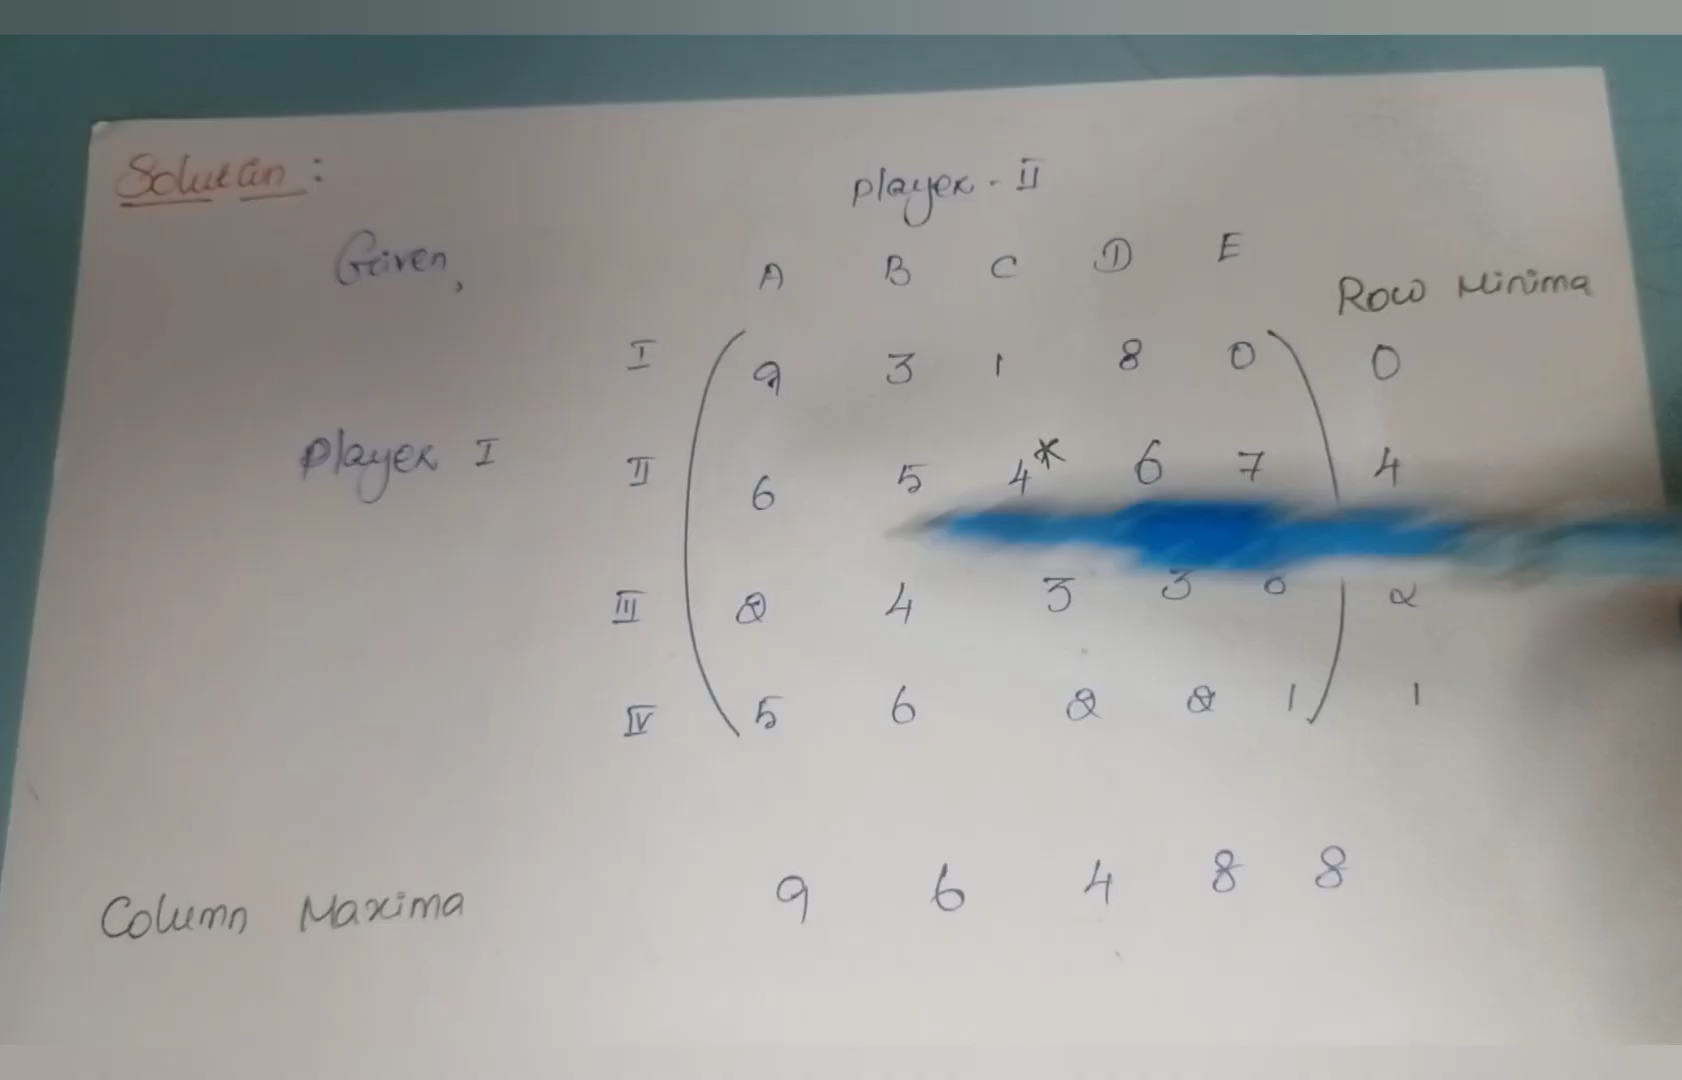 Solution :
Player - II
Given,
A B C D E Row Minima
I 9 3 1 8 0 0
Player I II 6 5 4* 6 7 4
III 2 4 3 3 2
IV 5 6 2 2 1 1
Column Maxima 9 6 4 8 8